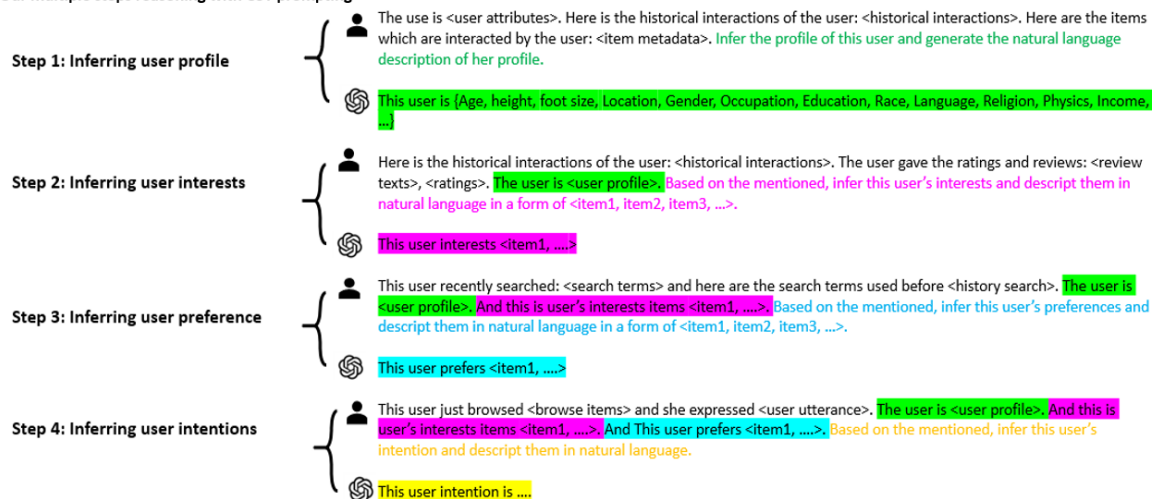 The use is <user attributes>. Here is the historical interactions of the user: <historical interactions>. Here are the items
which are interacted by the user: <item metadata>. Infer the profile of this user and generate the natural language
description of her profile.
Step 1: Inferring user profile
This user is {Age, height, foot size, Location, Gender, Occupation, Education, Race, Language, Religion, Physics, Income,
...}
Here is the historical interactions of the user: <historical interactions>. The user gave the ratings and reviews: <review
texts>, <ratings>. The user is <user profile>. Based on the mentioned, infer this user's interests and descript them in
natural language in a form of <item1, item2, item3, ...>.
Step 2: Inferring user interests
This user interests <item1, ....>
This user recently searched: <search terms> and here are the search terms used before <history search>. The user is
<user profile>. And this is user's interests items <item1, ....>. Based on the mentioned, infer this user's preferences and
descript them in natural language in a form of <item1, item2, item3, ...>.
Step 3: Inferring user preference
This user prefers <item1, ....>
This user just browsed <browse items> and she expressed <user utterance>. The user is <user profile>. And this is
user's interests items <item1, ....>. And This user prefers <item1, ....>. Based on the mentioned, infer this user's
intention and descript them in natural language.
Step 4: Inferring user intentions
This user intention is ....